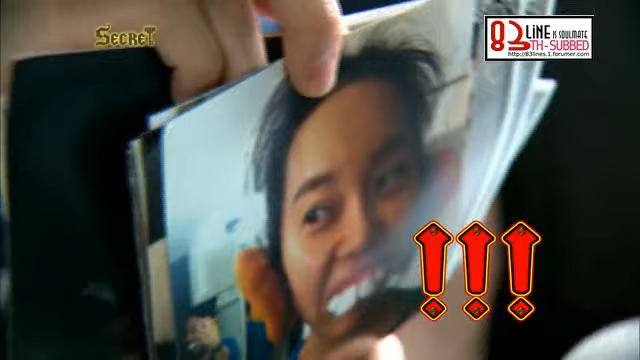 SECRET
83 LINE IS SOULMATE
TH-SUBBED
http://83lines.1.forumer.com
!!!